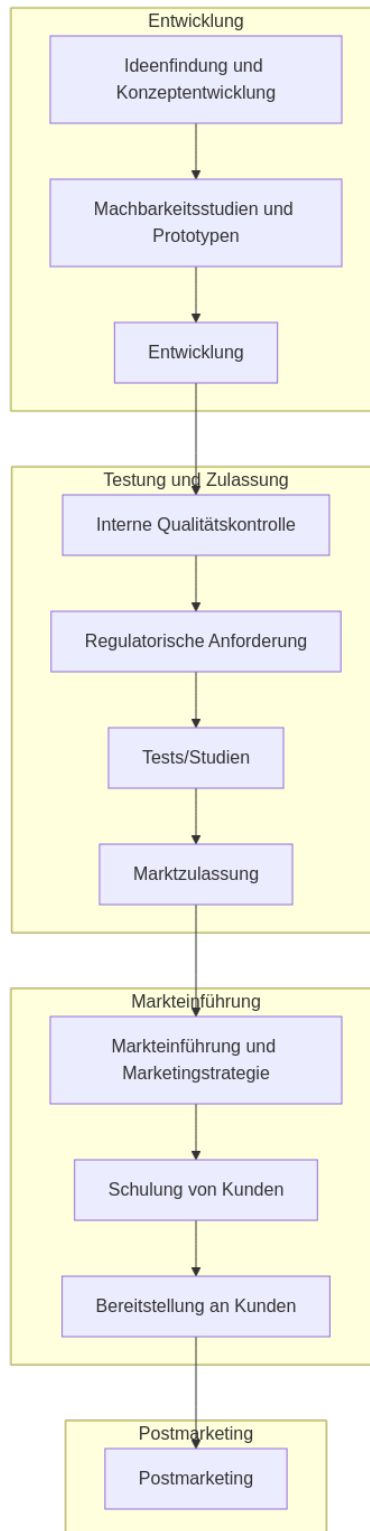 Entwicklung
Ideenfindung und
Konzeptentwicklung
Machbarkeitsstudien und
Prototypen
Entwicklung
Testung und Zulassung
Interne Qualitätskontrolle
Regulatorische Anforderung
Tests/Studien
Marktzulassung
Markteinführung
Markteinführung und
Marketingstrategie
Schulung von Kunden
Bereitstellung an Kunden
Postmarketing
Postmarketing